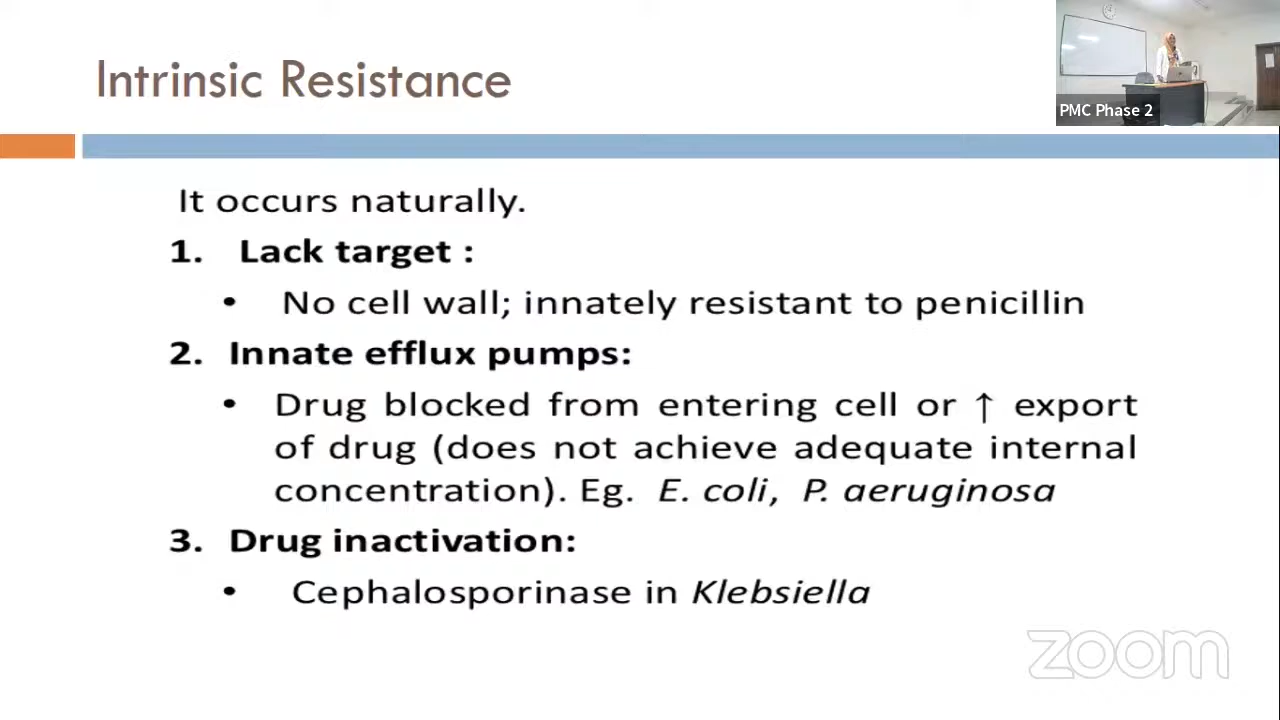 Intrinsic Resistance
PMC Phase 2
It occurs naturally.
1. Lack target :
• No cell wall; innately resistant to penicillin
2. Innate efflux pumps:
• Drug blocked from entering cell or ↑ export
of drug (does not achieve adequate internal
concentration). Eg. E. coli, P. aeruginosa
3. Drug inactivation:
• Cephalosporinase in Klebsiella
zoom